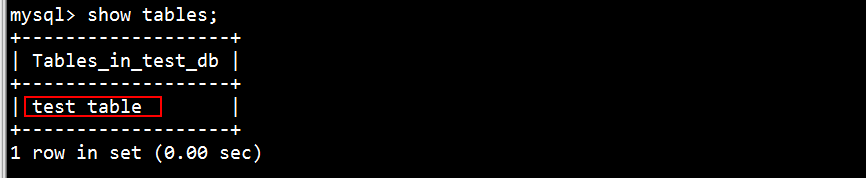 mysql> show tables;
+-------------------+
| Tables_in_test_db |
+-------------------+
| test table        |
+-------------------+
1 row in set (0.00 sec)